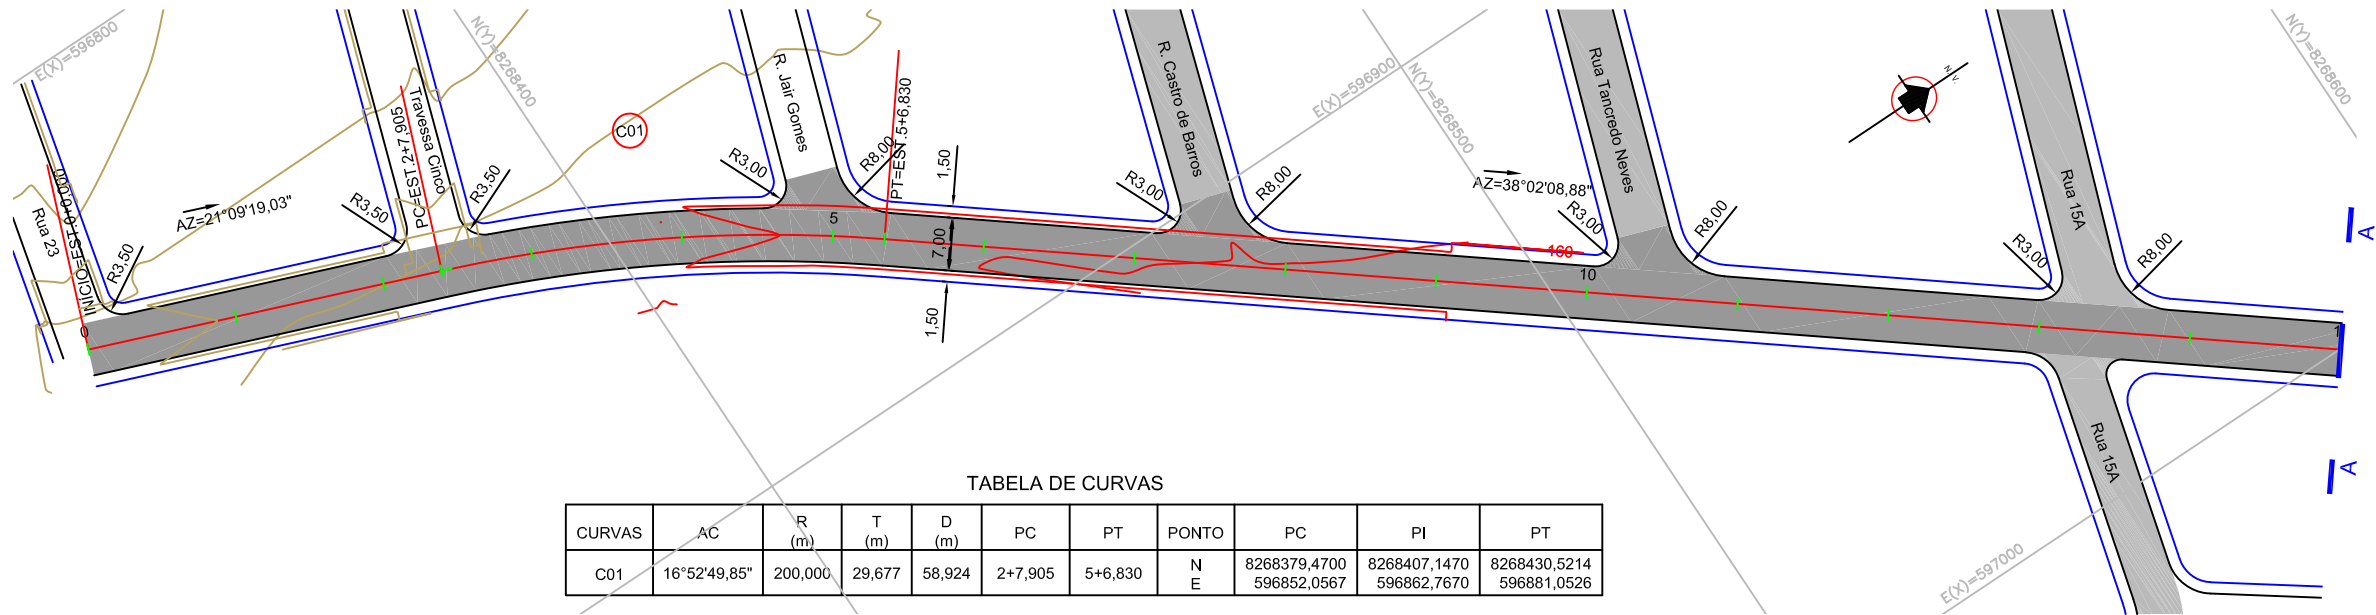 E(X)=596800
N(Y)=8268400
E(X)=596900
N(Y)=8268500
N(Y)=8268600
E(X)=597000
Rua 23
INÍCIO=EST.0+0,000
0
R3,50
AZ=21°09'19,03"
R3,50
PC=EST.2+7,905
Travessa Cinco
R3,50
C01
R3,00
R. Jair Gomes
R8,00
PT=EST.5+6,830
5
1,50
7,00
1,50
R3,00
R. Castro de Barros
R8,00
AZ=38°02'08,88"
160
R3,00
10
Rua Tancredo Neves
R8,00
N
V.
R3,00
Rua 15A
R8,00
Rua 15A
1
A
A
TABELA DE CURVAS
CURVAS AC R (m) T (m) D (m) PC PT PONTO PC PI PT
C01 16°52'49,85" 200,000 29,677 58,924 2+7,905 5+6,830 N 8268379,4700 8268407,1470 8268430,5214
E 596852,0567 596862,7670 596881,0526